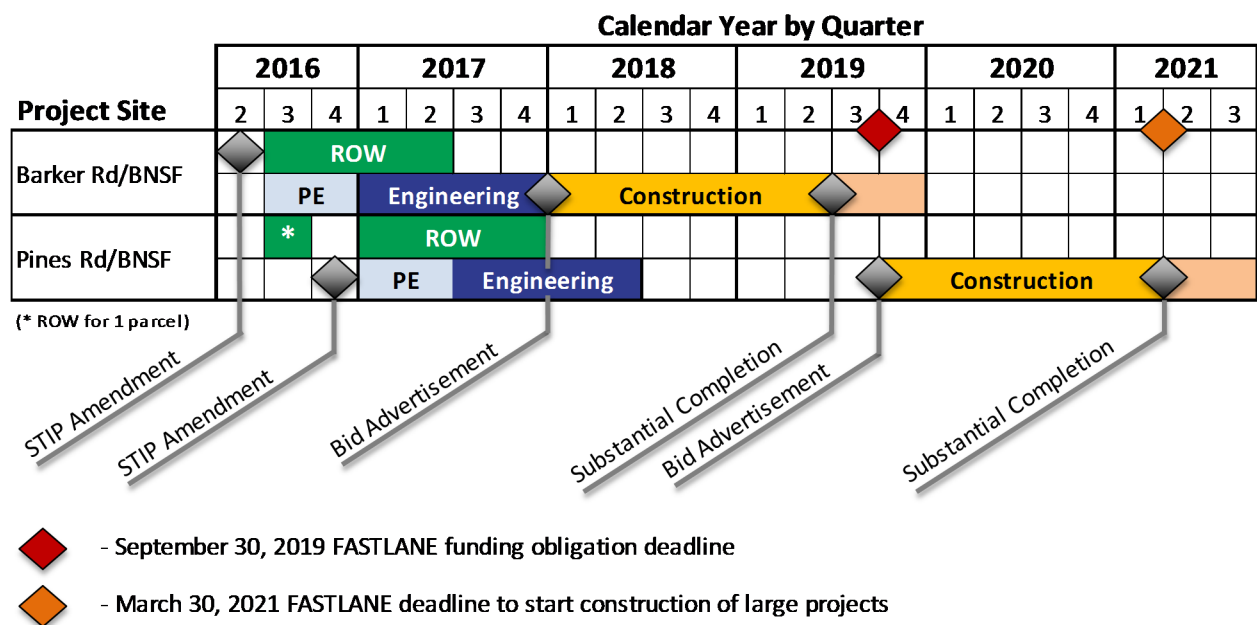 Calendar Year by Quarter
2016 2017 2018 2019 2020 2021
Project Site 2 3 4 1 2 3 4 1 2 3 4 1 2 3 4 1 2 3 4 1 2 3
Barker Rd/BNSF ROW
PE Engineering Construction
Pines Rd/BNSF * ROW
PE Engineering Construction
(* ROW for 1 parcel)
STIP Amendment
STIP Amendment
Bid Advertisement
Substantial Completion
Bid Advertisement
Substantial Completion
- September 30, 2019 FASTLANE funding obligation deadline
- March 30, 2021 FASTLANE deadline to start construction of large projects